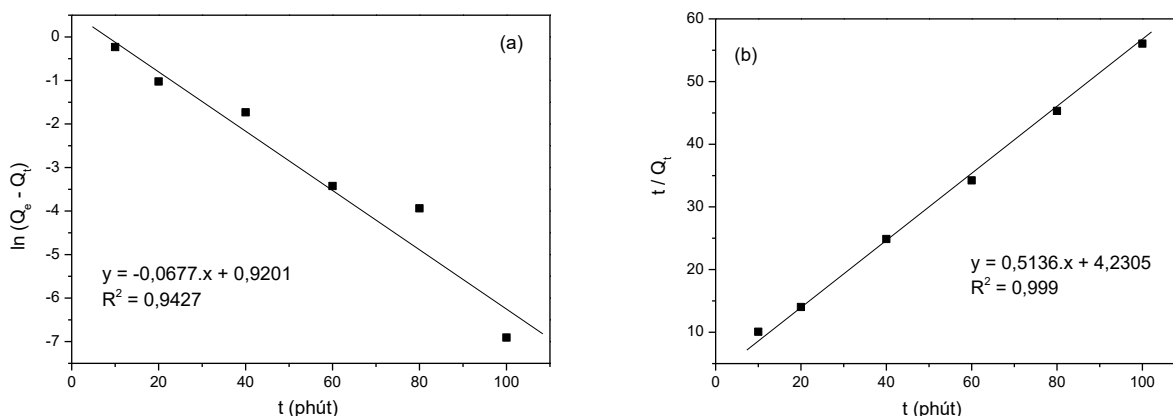 (a)
ln (Qₑ - Qₜ)
0
-1
-2
-3
-4
-5
-6
-7
y = -0,0677.x + 0,9201
R² = 0,9427
0 20 40 60 80 100
t (phút)
(b)
t / Qₜ
60
50
40
30
20
10
y = 0,5136.x + 4,2305
R² = 0,999
0 20 40 60 80 100
t (phút)